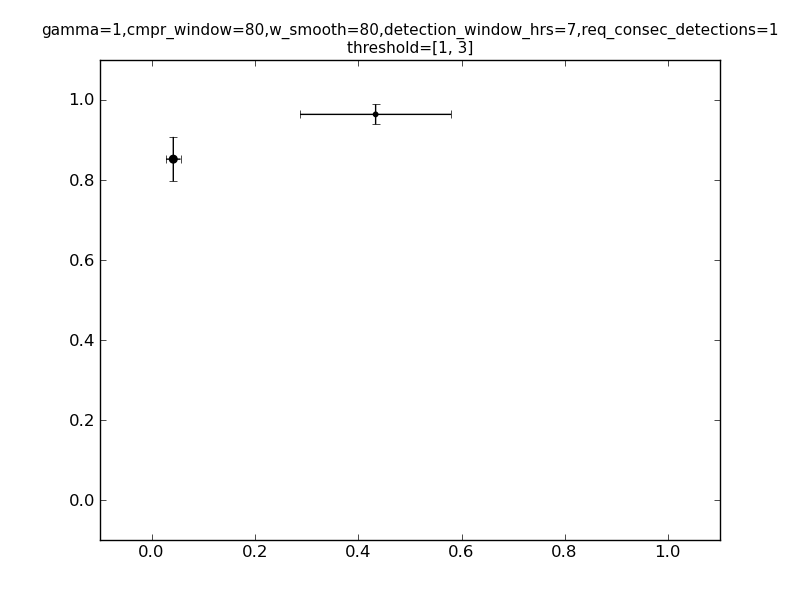 gamma=1,cmpr_window=80,w_smooth=80,detection_window_hrs=7,req_consec_detections=1
threshold=[1, 3]
1.0
0.8
0.6
0.4
0.2
0.0
0.0 0.2 0.4 0.6 0.8 1.0